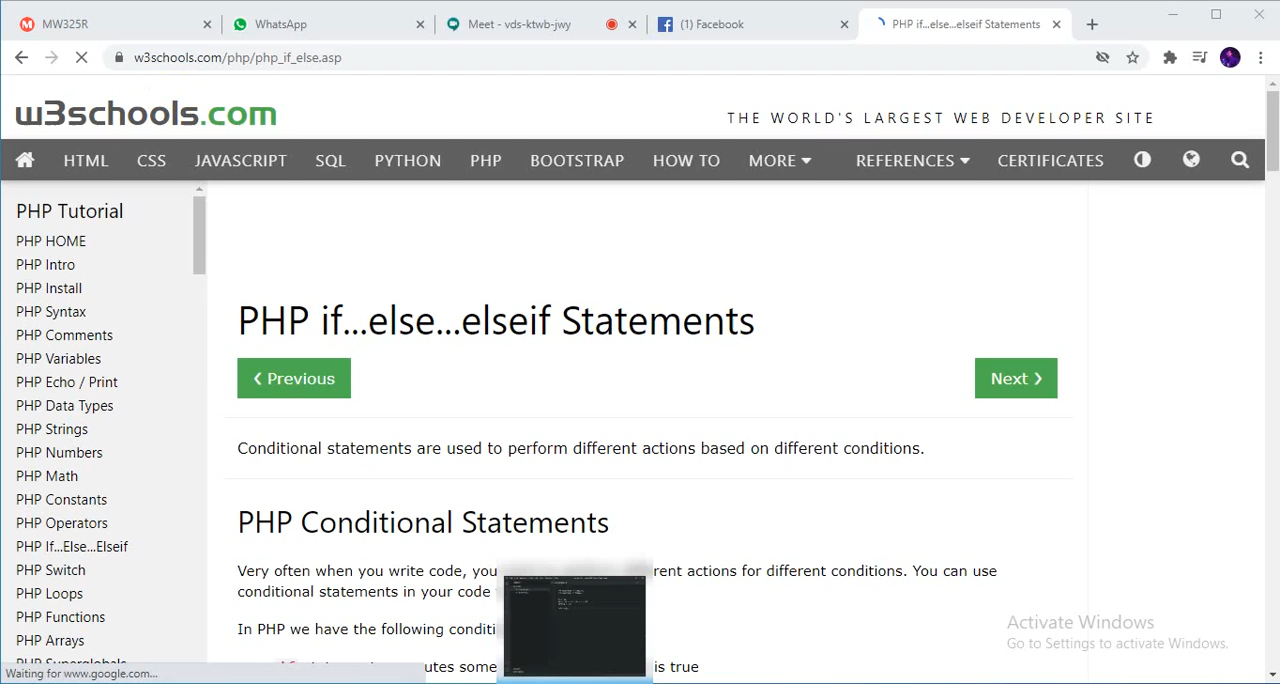 MW325R
WhatsApp
Meet - vds-ktwb-jwy
(1) Facebook
PHP if...else...elseif Statements
w3schools.com/php/php_if_else.asp
w3schools.com
THE WORLD'S LARGEST WEB DEVELOPER SITE
HTML CSS JAVASCRIPT SQL PYTHON PHP BOOTSTRAP HOW TO MORE REFERENCES CERTIFICATES
PHP Tutorial
PHP HOME
PHP Intro
PHP Install
PHP Syntax
PHP Comments
PHP Variables
PHP Echo / Print
PHP Data Types
PHP Strings
PHP Numbers
PHP Math
PHP Constants
PHP Operators
PHP If...Else...Elseif
PHP Switch
PHP Loops
PHP Functions
PHP Arrays
PHP Superglobals
PHP if...else...elseif Statements
❮ Previous
Next ❯
Conditional statements are used to perform different actions based on different conditions.
PHP Conditional Statements
Very often when you write code, you actions for different conditions. You can use
conditional statements in your code
In PHP we have the following
some is true
Activate Windows
Go to Settings to activate Windows.
Waiting for www.google.com...